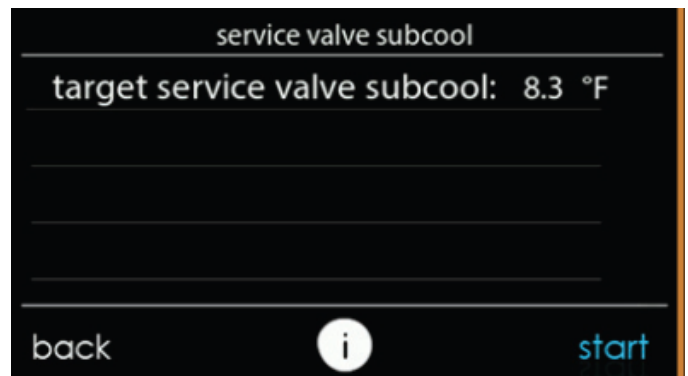 service valve subcool
target service valve subcool: 8.3 °F
back i start